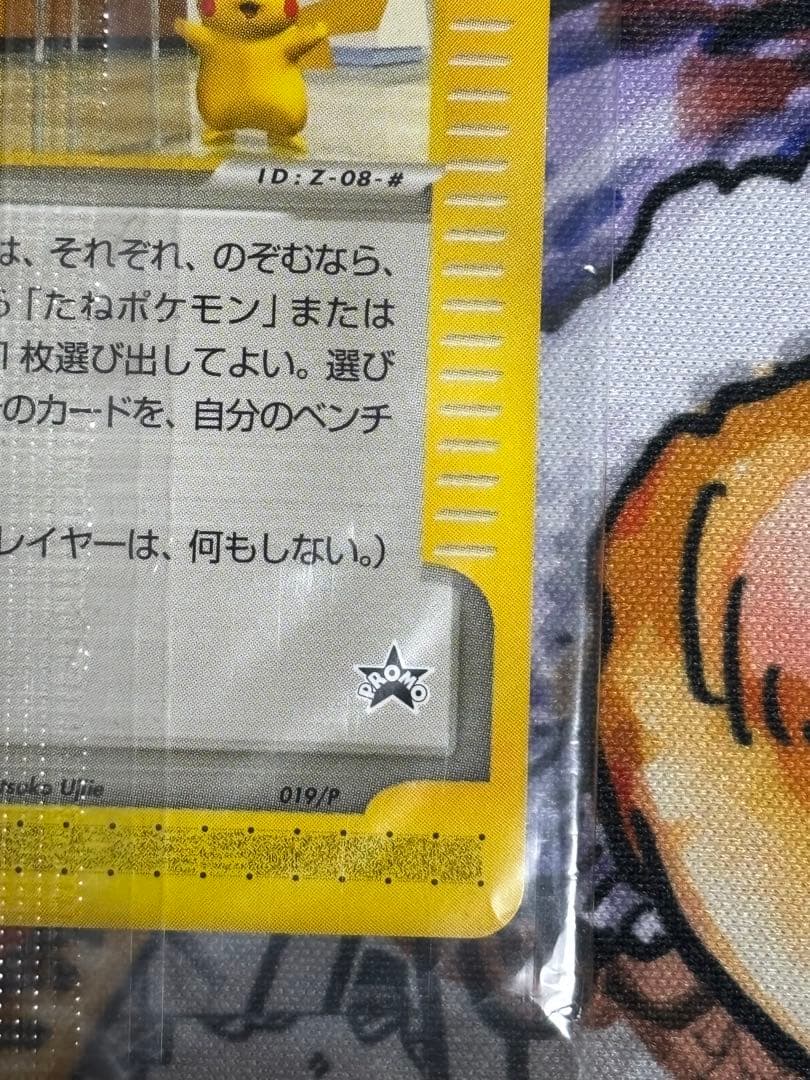 ID:Z-08-#
は、それぞれ、のぞむなら、
「たねポケモン」または
1枚選び出してよい。選び
のカードを、自分のベンチ
レイヤーは、何もしない。）
PROMO
Ujiie
019/P